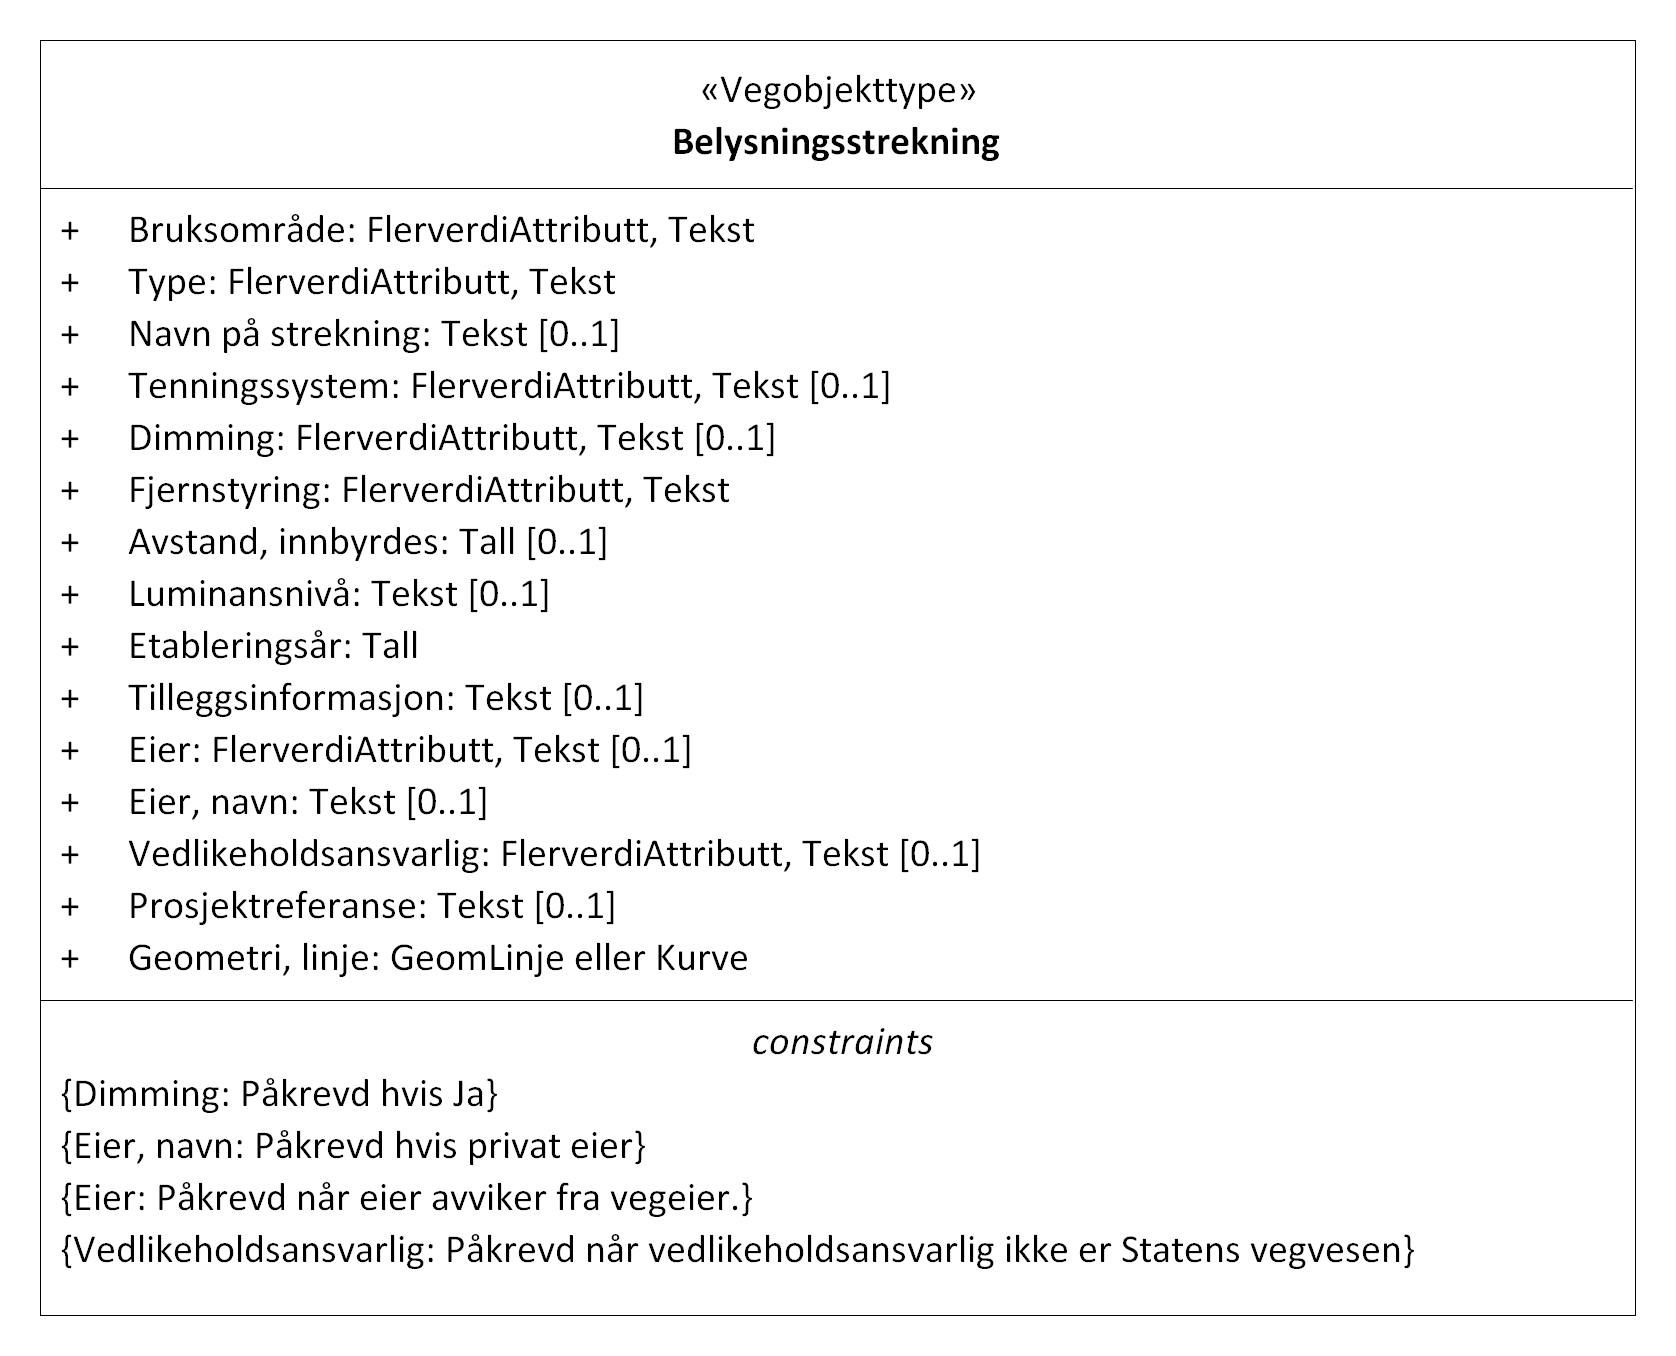 «Vegobjekttype»
Belysningsstrekning
+ Bruksområde: FlerverdiAttributt, Tekst
+ Type: FlerverdiAttributt, Tekst
+ Navn på strekning: Tekst [0..1]
+ Tenningssystem: FlerverdiAttributt, Tekst [0..1]
+ Dimming: FlerverdiAttributt, Tekst [0..1]
+ Fjernstyring: FlerverdiAttributt, Tekst
+ Avstand, innbyrdes: Tall [0..1]
+ Luminansnivå: Tekst [0..1]
+ Etableringsår: Tall
+ Tilleggsinformasjon: Tekst [0..1]
+ Eier: FlerverdiAttributt, Tekst [0..1]
+ Eier, navn: Tekst [0..1]
+ Vedlikeholdsansvarlig: FlerverdiAttributt, Tekst [0..1]
+ Prosjektreferanse: Tekst [0..1]
+ Geometri, linje: GeomLinje eller Kurve
constraints
{Dimming: Påkrevd hvis Ja}
{Eier, navn: Påkrevd hvis privat eier}
{Eier: Påkrevd når eier avviker fra vegeier.}
{Vedlikeholdsansvarlig: Påkrevd når vedlikeholdsansvarlig ikke er Statens vegvesen}